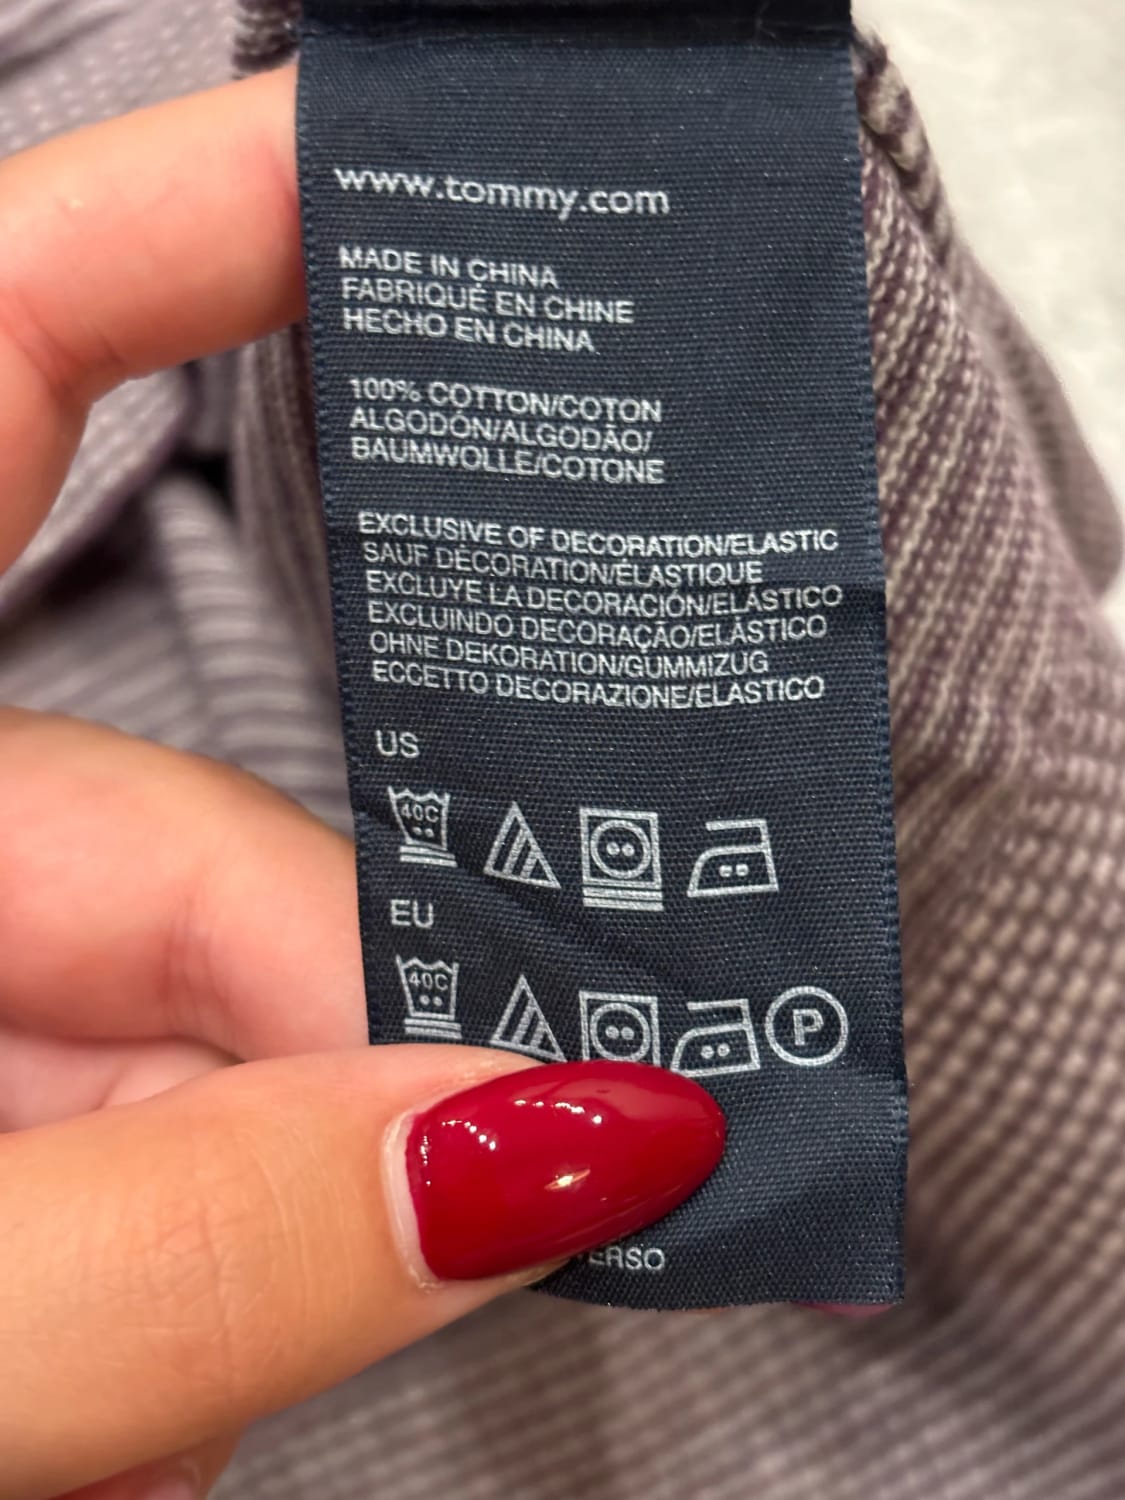 www.tommy.com
MADE IN CHINA
FABRIQUÉ EN CHINE
HECHO EN CHINA
100% COTTON/COTON
ALGODÓN/ALGODÃO/
BAUMWOLLE/COTONE
EXCLUSIVE OF DECORATION/ELASTIC
SAUF DÉCORATION/ÉLASTIQUE
EXCLUYE LA DECORACIÓN/ELÁSTICO
EXCLUINDO DECORAÇÃO/ELÁSTICO
OHNE DEKORATION/GUMMIZUG
ECCETTO DECORAZIONE/ELASTICO
US
40C
EU
40C
P